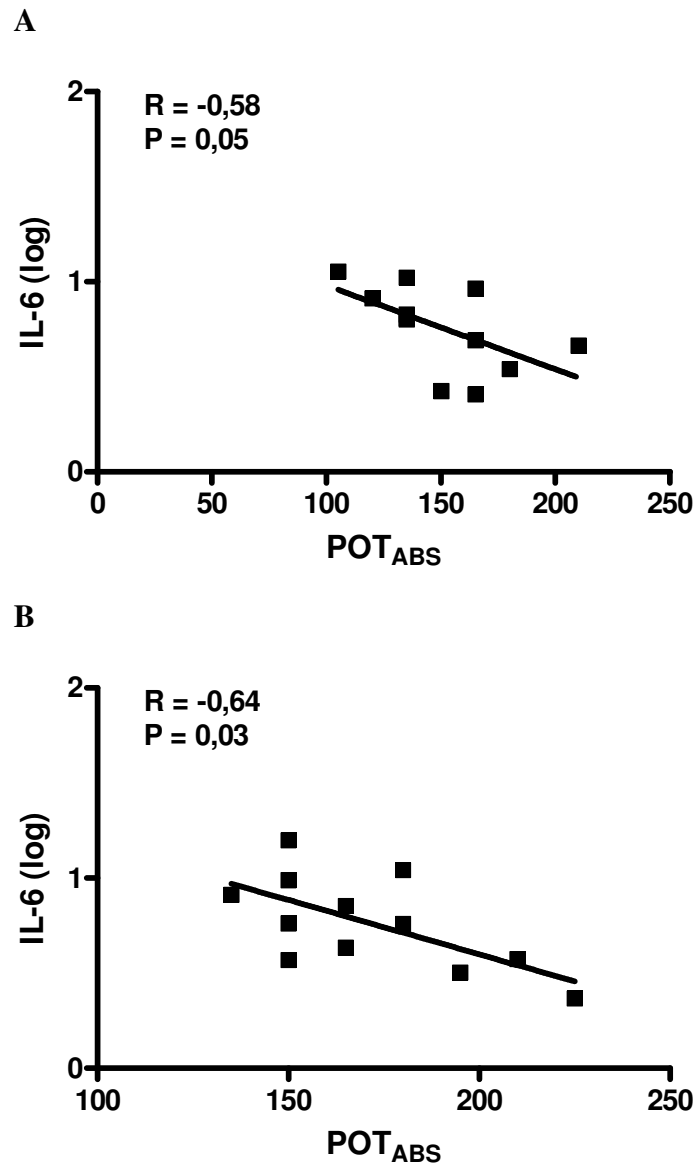 A
2
R = -0,58
P = 0,05
1
IL-6 (log)
0
0 50 100 150 200 250
POTABS
B
2
R = -0,64
P = 0,03
1
IL-6 (log)
0
100 150 200 250
POTABS